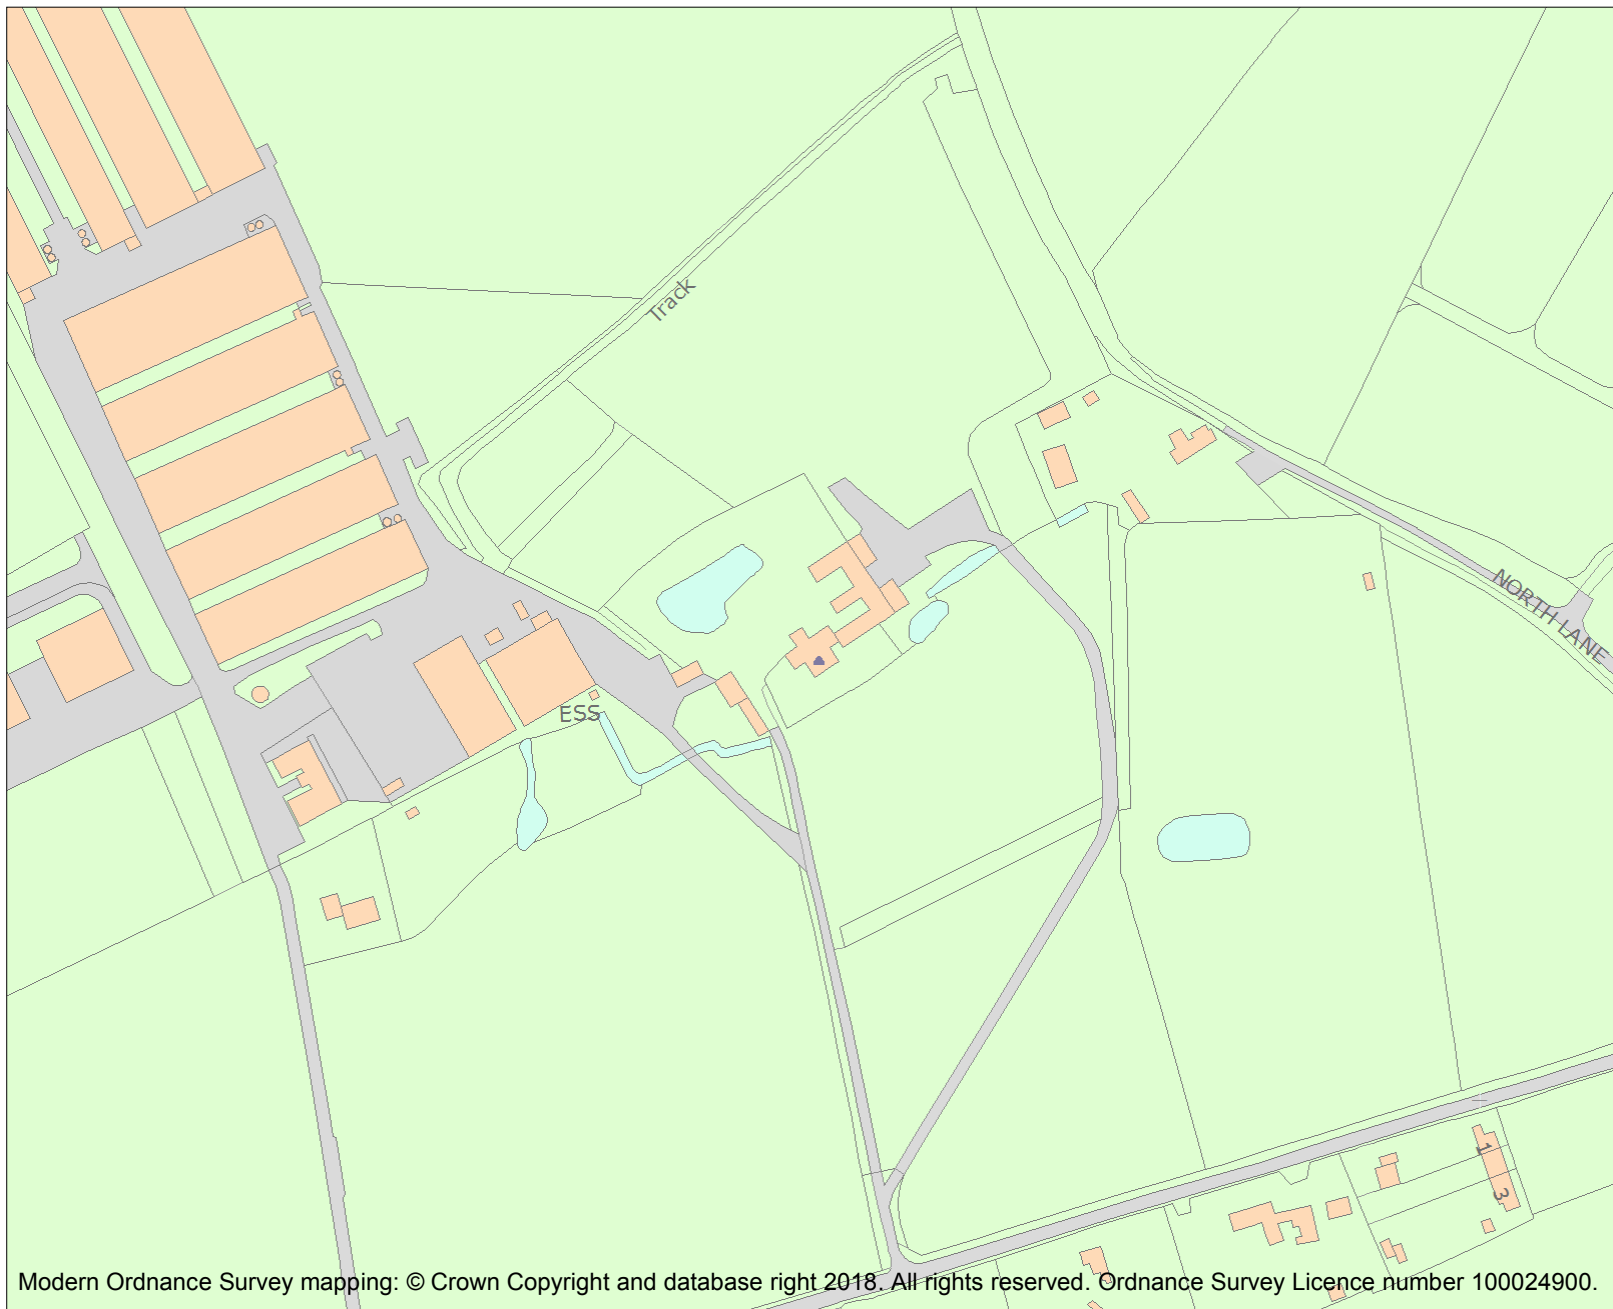 Track
NORTH LANE
ESS
1
3
Modern Ordnance Survey mapping: © Crown Copyright and database right 2018. All rights reserved. Ordnance Survey Licence number 100024900.